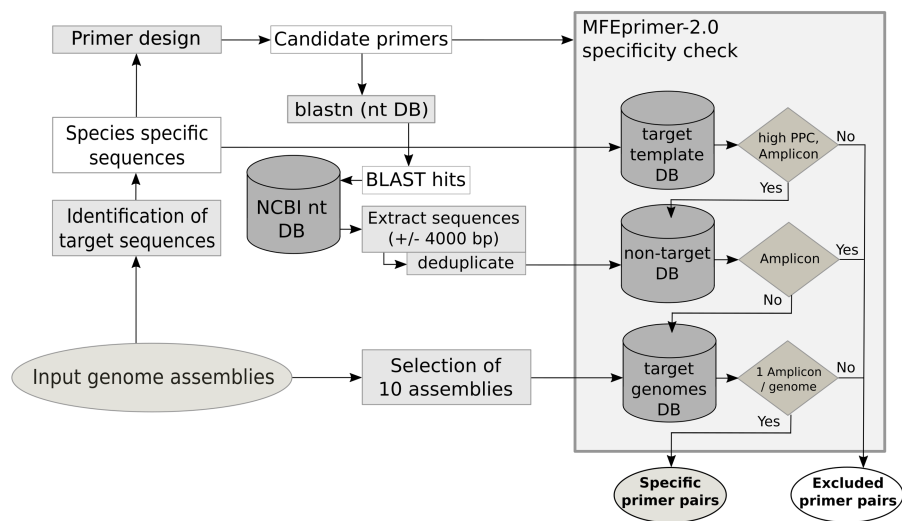 Primer design
Candidate primers
MFEprimer-2.0
specificity check
blastn (nt DB)
Species specific
sequences
target
template
DB
high PPC,
Amplicon
No
Yes
BLAST hits
NCBI nt
DB
Identification of
target sequences
Extract sequences
(+/- 4000 bp)
deduplicate
non-target
DB
Amplicon
Yes
No
Input genome assemblies
Selection of
10 assemblies
target
genomes
DB
1 Amplicon
/ genome
No
Yes
Specific
primer pairs
Excluded
primer pairs